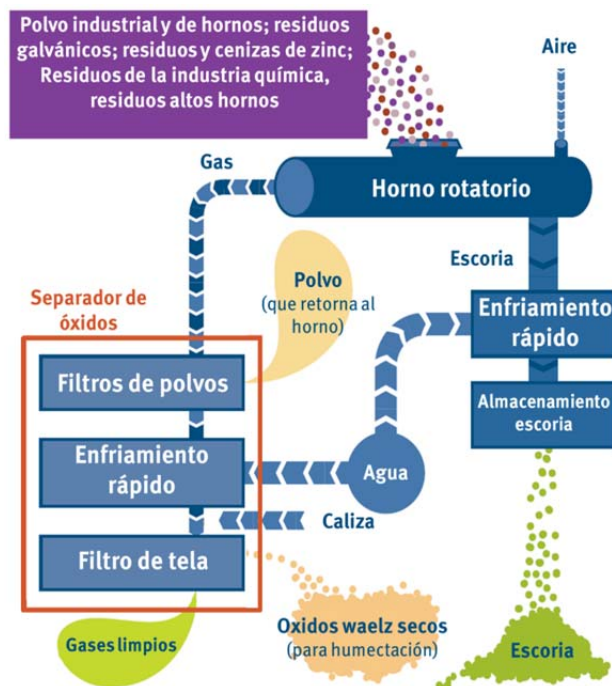 Polvo industrial y de hornos; residuos
galvánicos; residuos y cenizas de zinc;
Residuos de la industria química,
residuos altos hornos
Aire
Gas
Horno rotatorio
Escoria
Polvo
(que retorna al
horno)
Separador de
óxidos
Enfriamiento
rápido
Filtros de polvos
Almacenamiento
escoria
Enfriamiento
rápido
Agua
Caliza
Filtro de tela
Gases limpios
Oxidos waelz secos
(para humectación)
Escoria